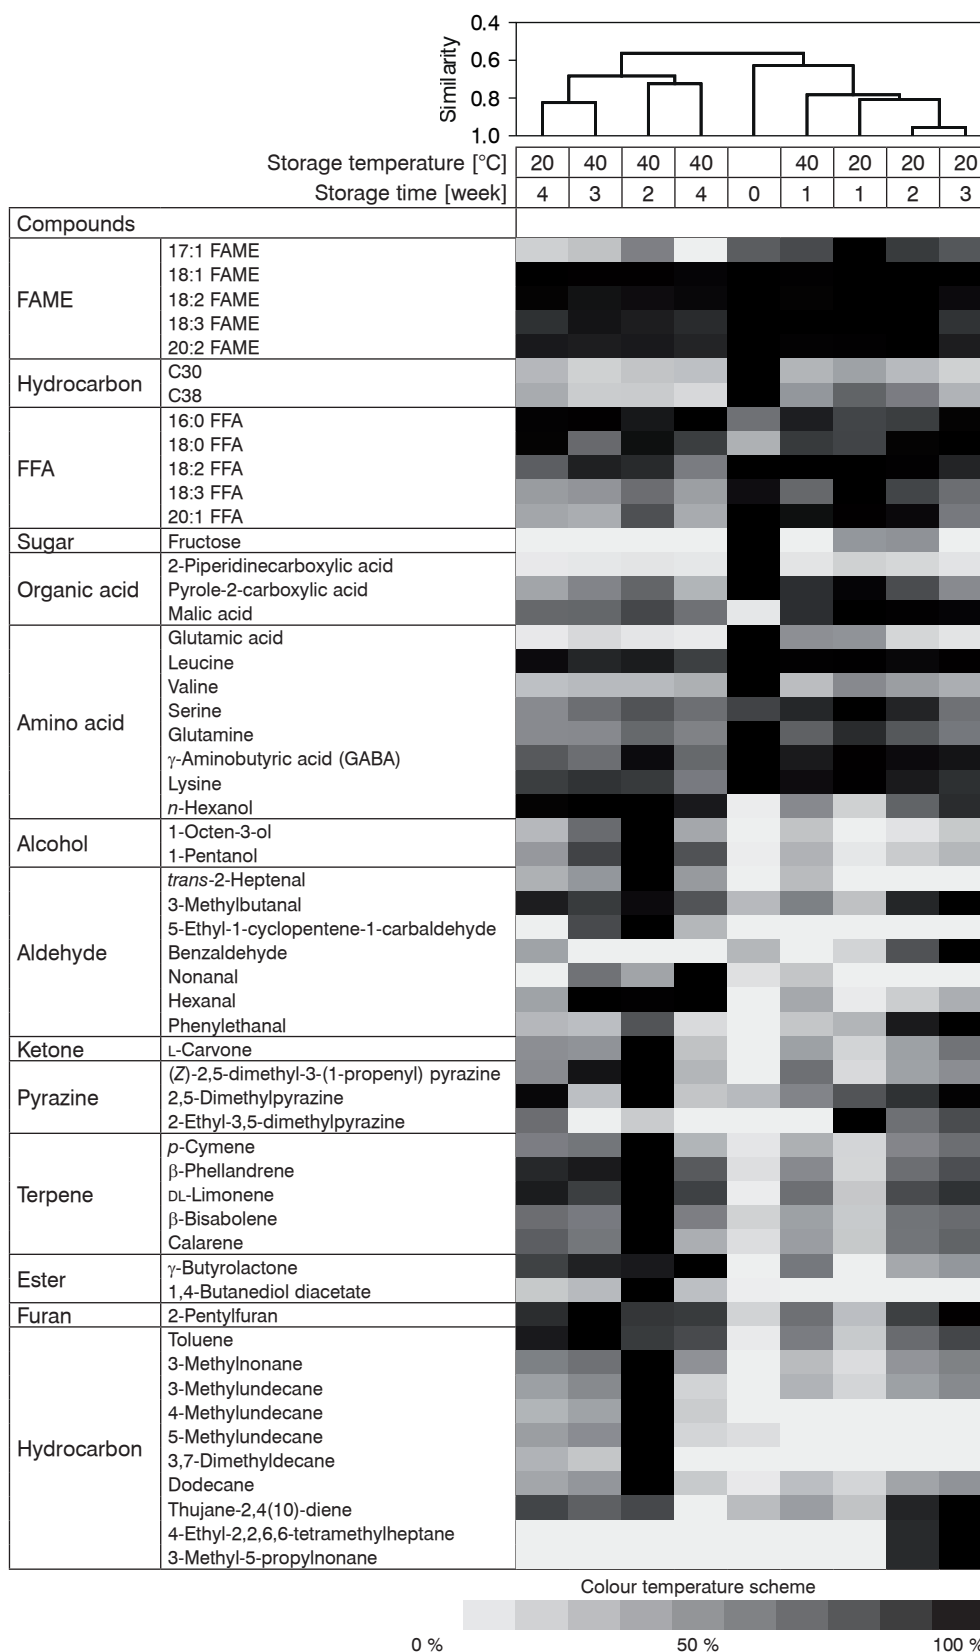 0.4
0.6
0.8
1.0
Similarity
Storage temperature [°C] 20 40 40 40 40 20 20 20
Storage time [week] 4 3 2 4 0 1 1 2 3
Compounds
FAME
17:1 FAME
18:1 FAME
18:2 FAME
18:3 FAME
20:2 FAME
Hydrocarbon
C30
C38
FFA
16:0 FFA
18:0 FFA
18:2 FFA
18:3 FFA
20:1 FFA
Sugar
Fructose
Organic acid
2-Piperidinecarboxylic acid
Pyrole-2-carboxylic acid
Malic acid
Amino acid
Glutamic acid
Leucine
Valine
Serine
Glutamine
γ-Aminobutyric acid (GABA)
Lysine
n-Hexanol
Alcohol
1-Octen-3-ol
1-Pentanol
Aldehyde
trans-2-Heptenal
3-Methylbutanal
5-Ethyl-1-cyclopentene-1-carbaldehyde
Benzaldehyde
Nonanal
Hexanal
Phenylethanal
Ketone
L-Carvone
Pyrazine
(Z)-2,5-dimethyl-3-(1-propenyl) pyrazine
2,5-Dimethylpyrazine
2-Ethyl-3,5-dimethylpyrazine
Terpene
p-Cymene
β-Phellandrene
DL-Limonene
β-Bisabolene
Calarene
Ester
γ-Butyrolactone
1,4-Butanediol diacetate
Furan
2-Pentylfuran
Hydrocarbon
Toluene
3-Methylnonane
3-Methylundecane
4-Methylundecane
5-Methylundecane
3,7-Dimethyldecane
Dodecane
Thujane-2,4(10)-diene
4-Ethyl-2,2,6,6-tetramethylheptane
3-Methyl-5-propylnonane
Colour temperature scheme
0 % 50 % 100 %